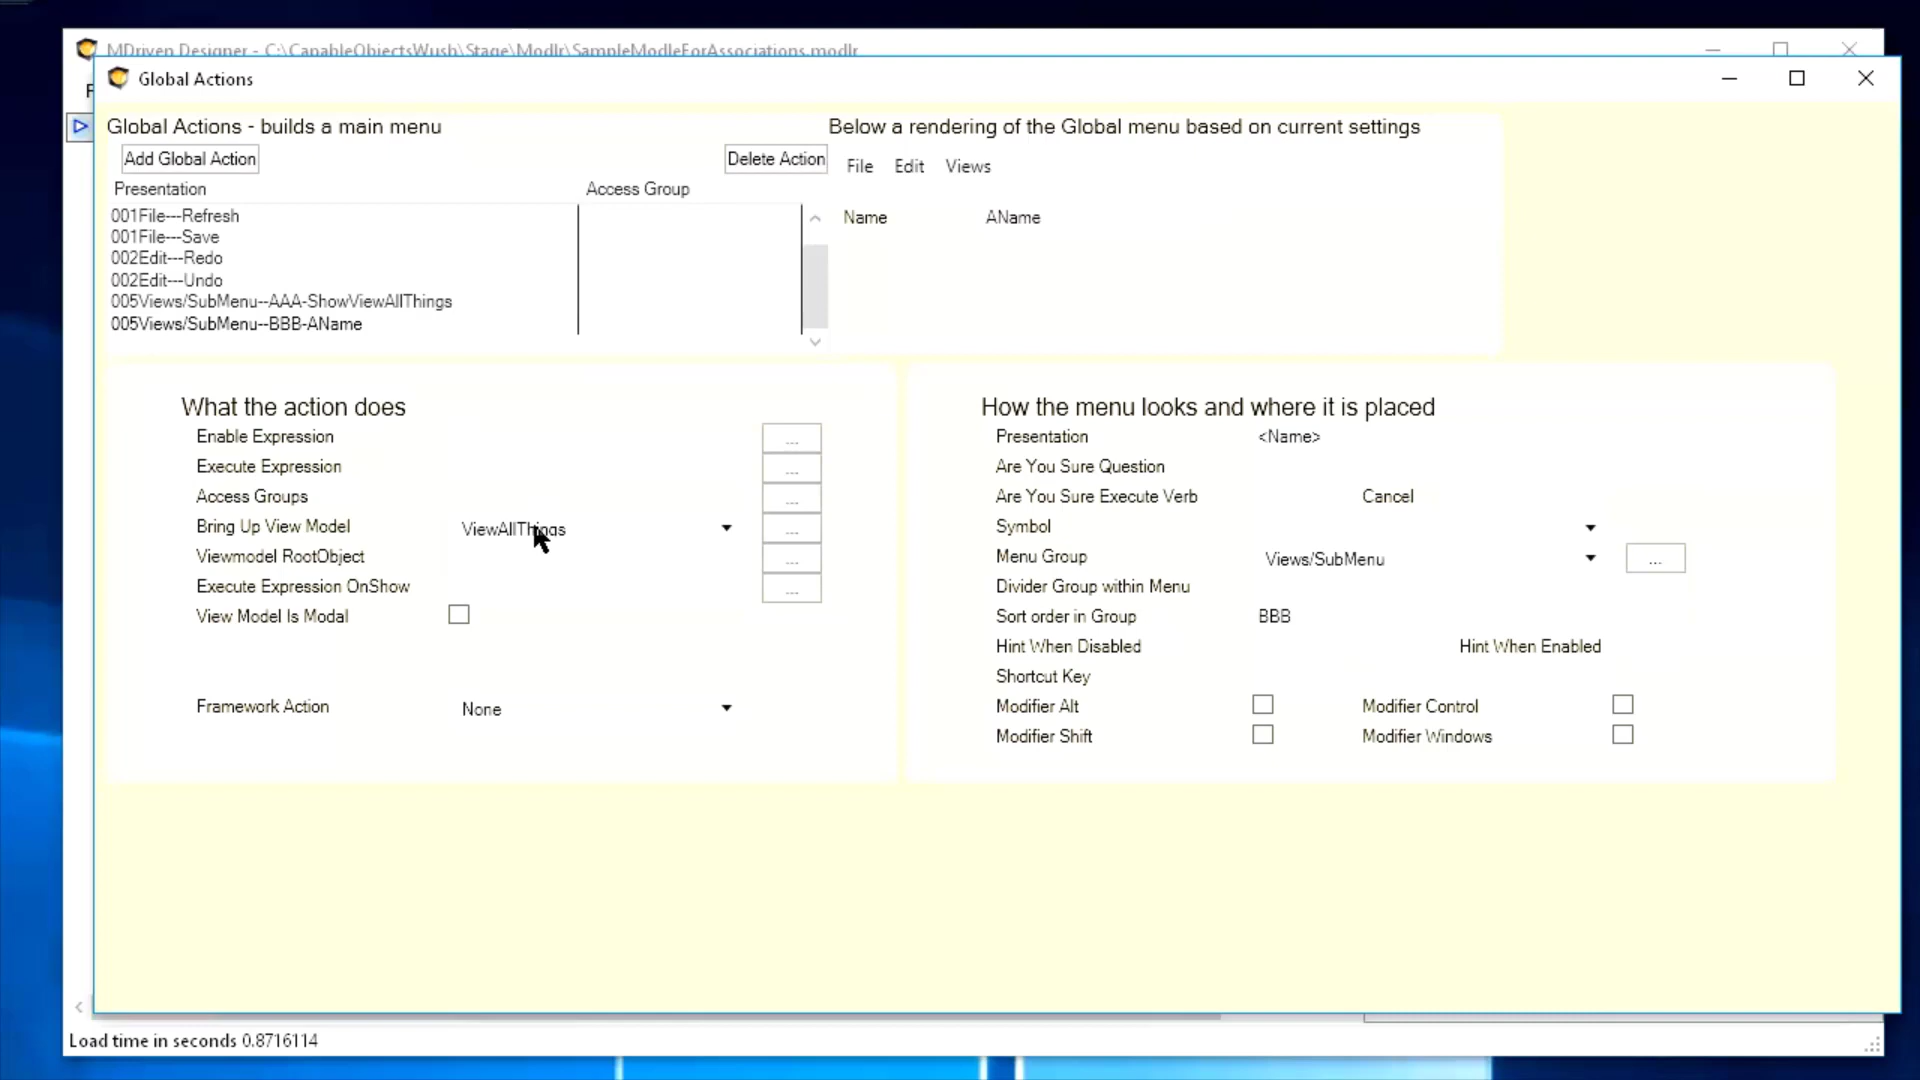 MDriven Designer - C:\CapableObjectsWush\Stage\Modlr\SampleModleForAssociations.modlr
Global Actions
F
Global Actions - builds a main menu
Below a rendering of the Global menu based on current settings
Add Global Action
Delete Action
File Edit Views
Presentation
Access Group
001File---Refresh
Name AName
001File---Save
002Edit---Redo
002Edit---Undo
005Views/SubMenu--AAA-ShowViewAllThings
005Views/SubMenu--BBB-AName
What the action does
Enable Expression ...
Execute Expression ...
Access Groups ...
Bring Up View Model ViewAllThings ...
Viewmodel RootObject ...
Execute Expression OnShow ...
View Model Is Modal
Framework Action None
How the menu looks and where it is placed
Presentation <Name>
Are You Sure Question
Are You Sure Execute Verb Cancel
Symbol
Menu Group Views/SubMenu ...
Divider Group within Menu
Sort order in Group BBB
Hint When Disabled Hint When Enabled
Shortcut Key
Modifier Alt Modifier Control
Modifier Shift Modifier Windows
Load time in seconds 0.8716114